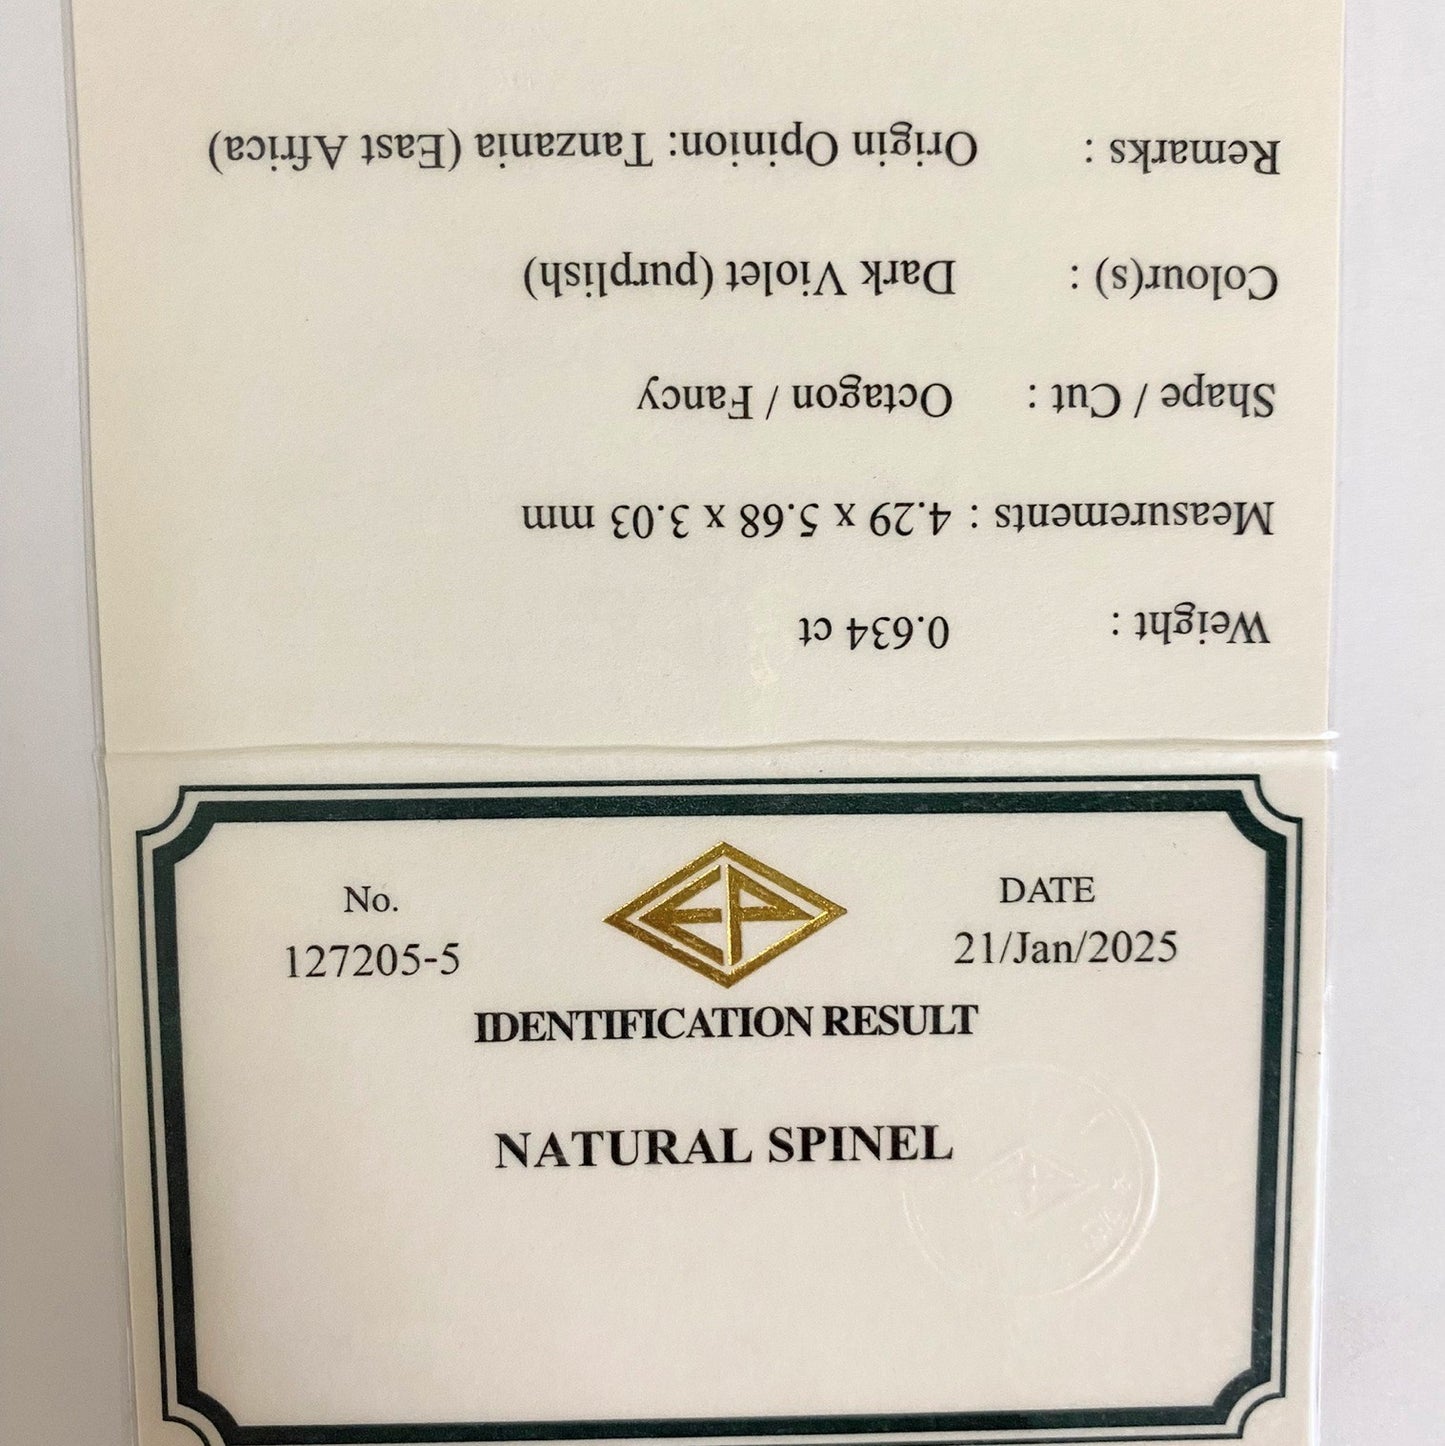 Weight : 0.634 ct
Measurements : 4.29 x 5.68 x 3.03 mm
Shape / Cut : Octagon / Fancy
Colour(s) : Dark Violet (purplish)
Remarks : Origin Opinion: Tanzania (East Africa)
EP
No.
127205-5
DATE
21/Jan/2025
IDENTIFICATION RESULT
NATURAL SPINEL